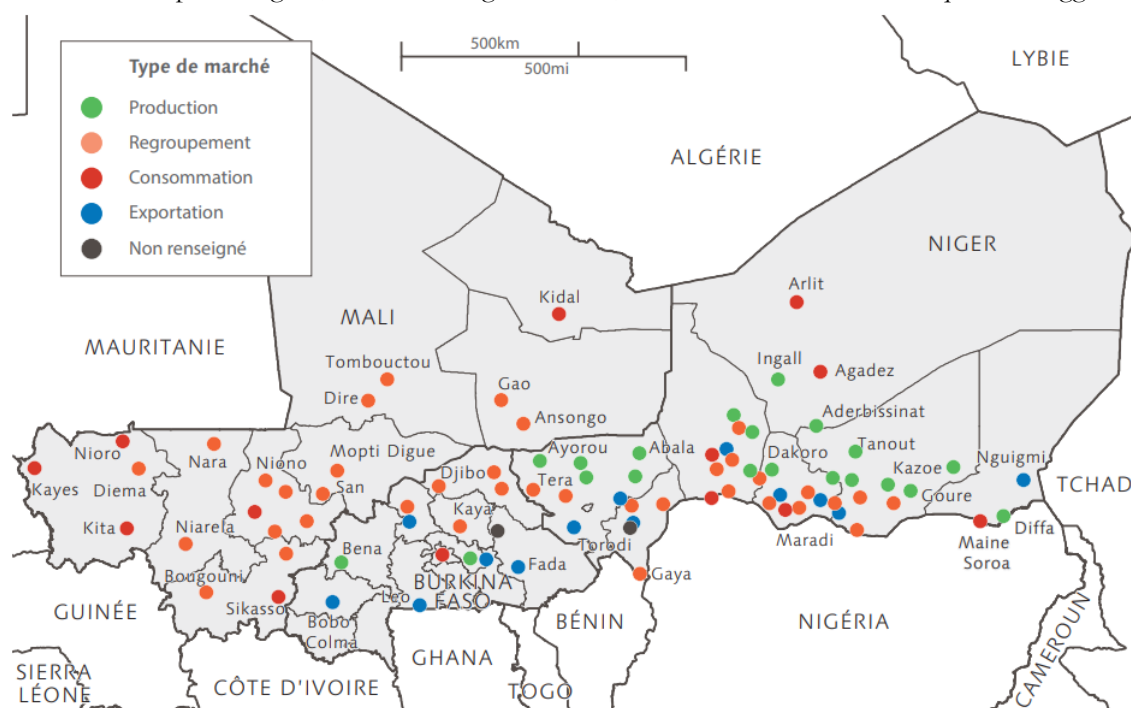 500km
500mi
Type de marché
Production
Regroupement
Consommation
Exportation
Non renseigné
LYBIE
ALGÉRIE
NIGER
Arlit
Kidal
MALI
MAURITANIE
Tombouctou
Ingall
Agadez
Dire
Gao
Ansongo
Aderbissinat
Nioro
Nara
Niono
Mopti Digue
Djibo
Ayorou
Abala
Dakoro
Tanout
Kazoe
Nguigmi
TCHAD
Kayes
Diema
San
Tera
Goure
Kita
Niarela
Kaya
Torodi
Maradi
Maine
Soroa
Diffa
Bena
Fada
Gaya
Bougouni
Sikasso
Leo
BURKINA
FASO
GUINÉE
Bobo
Colma
BÉNIN
NIGÉRIA
GHANA
SIERRA
LÉONE
CÔTE D'IVOIRE
TOGO
CAMEROUN